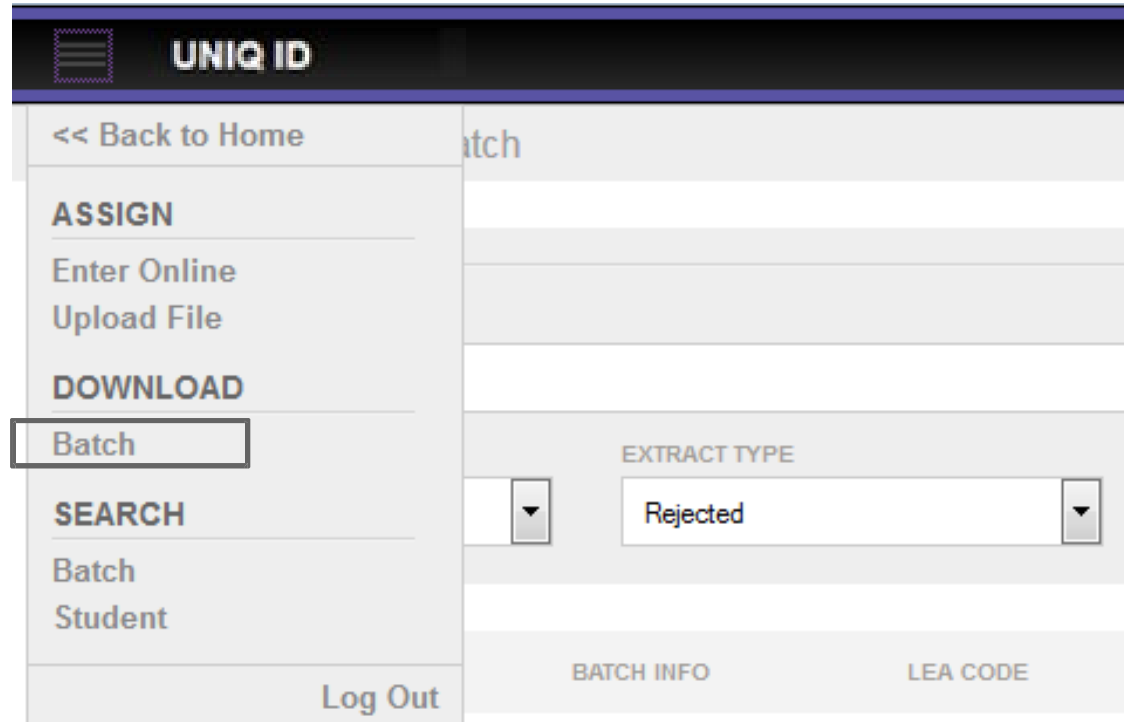 UNIQ ID
<< Back to Home
ASSIGN
Enter Online
Upload File
DOWNLOAD
Batch
SEARCH
Batch
Student
Log Out
atch
EXTRACT TYPE
Rejected
BATCH INFO LEA CODE